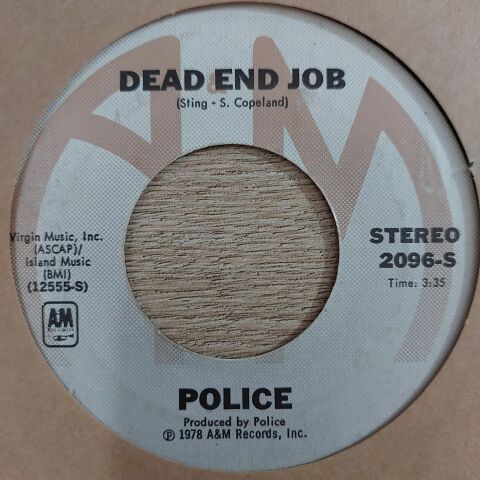 DEAD END JOB
(Sting - S. Copeland)
Virgin Music, Inc.
(ASCAP)/
Island Music
(BMI)
(12555-S)
AM
STEREO
2096-S
Time: 3:35
POLICE
Produced by Police
℗ 1978 A&M Records, Inc.